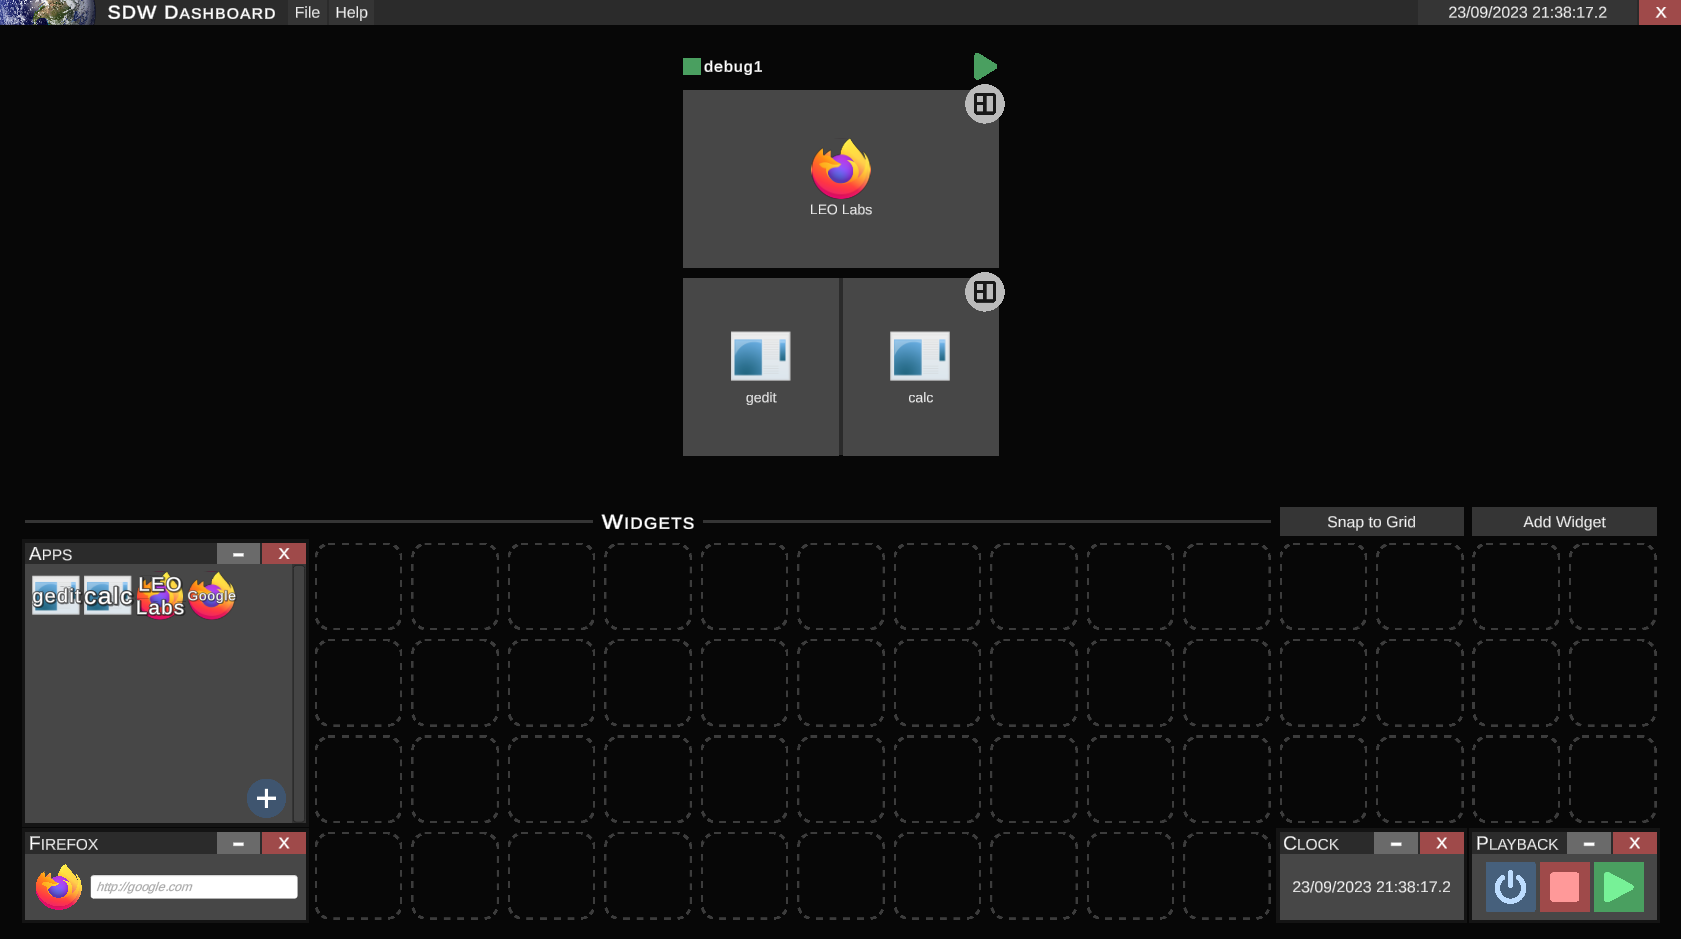 SDW DASHBOARD File Help 23/09/2023 21:38:17.2 X
debug1
LEO Labs
gedit calc
WIDGETS Snap to Grid Add Widget
APPS X
gedit calc LEO Labs Google
FIREFOX X
http://google.com
CLOCK X
23/09/2023 21:38:17.2
PLAYBACK X